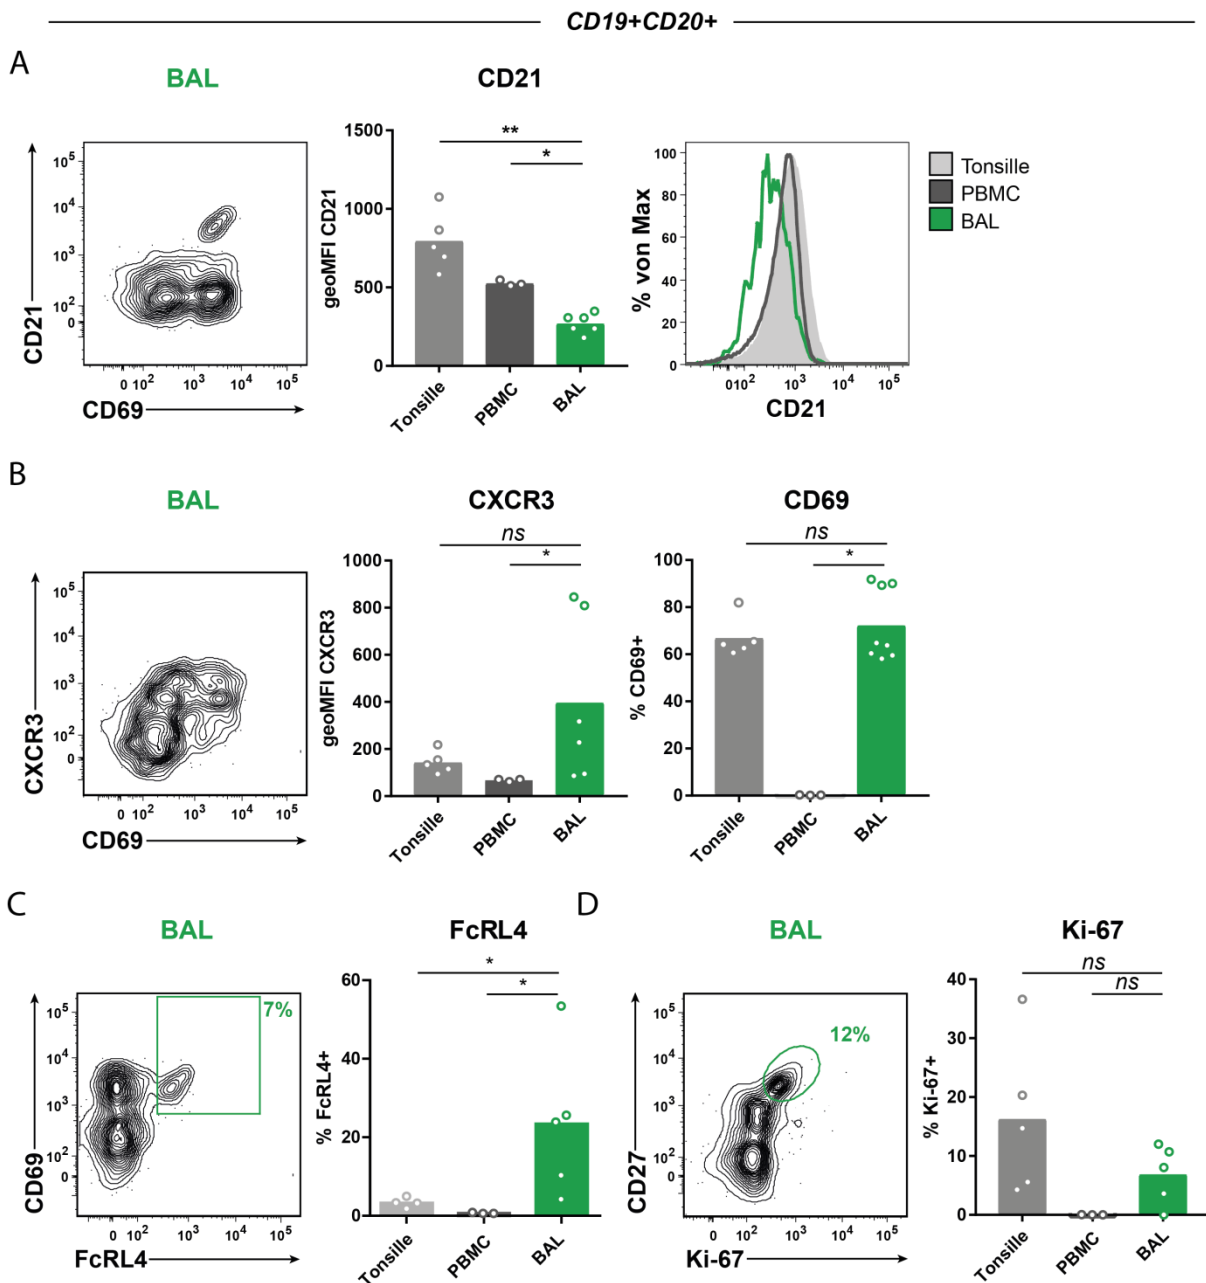 CD19+CD20+
A
BAL
CD21
CD21
10⁵
10⁴
10³
10²
0
0 10² 10³ 10⁴ 10⁵
CD69
geoMFI CD21
1500
1000
500
0
** 
*
Tonsille
PBMC
BAL
% von Max
100
80
60
40
20
0
0 10² 10³ 10⁴ 10⁵
CD21
Tonsille
PBMC
BAL
B
BAL
CXCR3
CD69
CXCR3
10⁵
10⁴
10³
10²
0
0 10² 10³ 10⁴ 10⁵
CD69
geoMFI CXCR3
1000
800
600
400
200
0
ns
*
Tonsille
PBMC
BAL
% CD69+
100
80
60
40
20
0
ns
*
Tonsille
PBMC
BAL
C
BAL
FcRL4
CD69
10⁵
10⁴
10³
10²
0
7%
0 10² 10³ 10⁴ 10⁵
FcRL4
% FcRL4+
60
40
20
0
*
*
Tonsille
PBMC
BAL
D
BAL
Ki-67
CD27
10⁵
10⁴
10³
10²
0
12%
0 10² 10³ 10⁴ 10⁵
Ki-67
% Ki-67+
40
30
20
10
0
ns
ns
Tonsille
PBMC
BAL